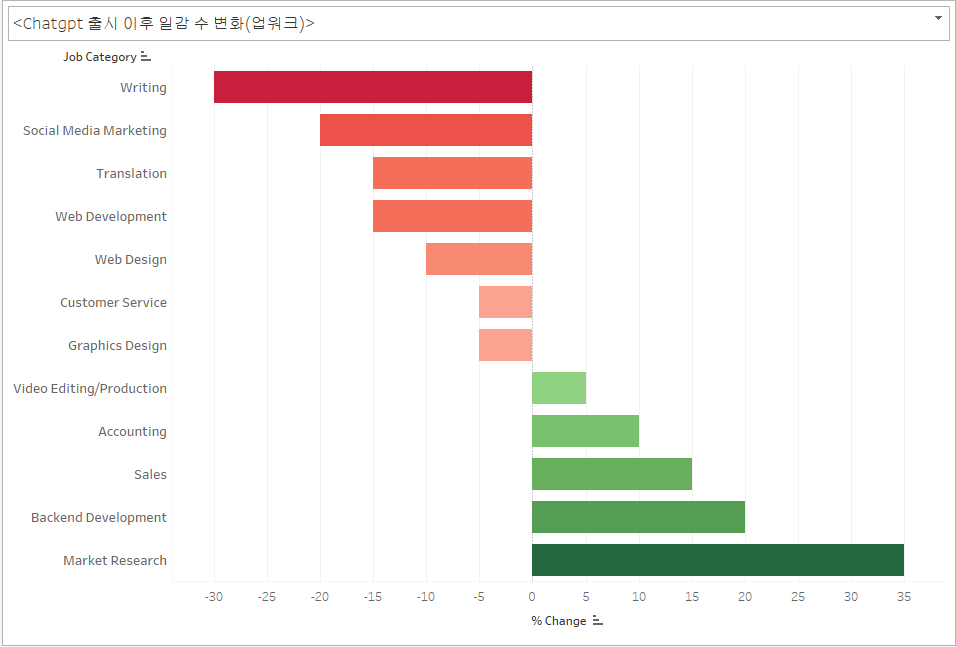 <Chatgpt 출시 이후 일감 수 변화(업워크)>
Job Category
Writing
Social Media Marketing
Translation
Web Development
Web Design
Customer Service
Graphics Design
Video Editing/Production
Accounting
Sales
Backend Development
Market Research
-30 -25 -20 -15 -10 -5 0 5 10 15 20 25 30 35
% Change